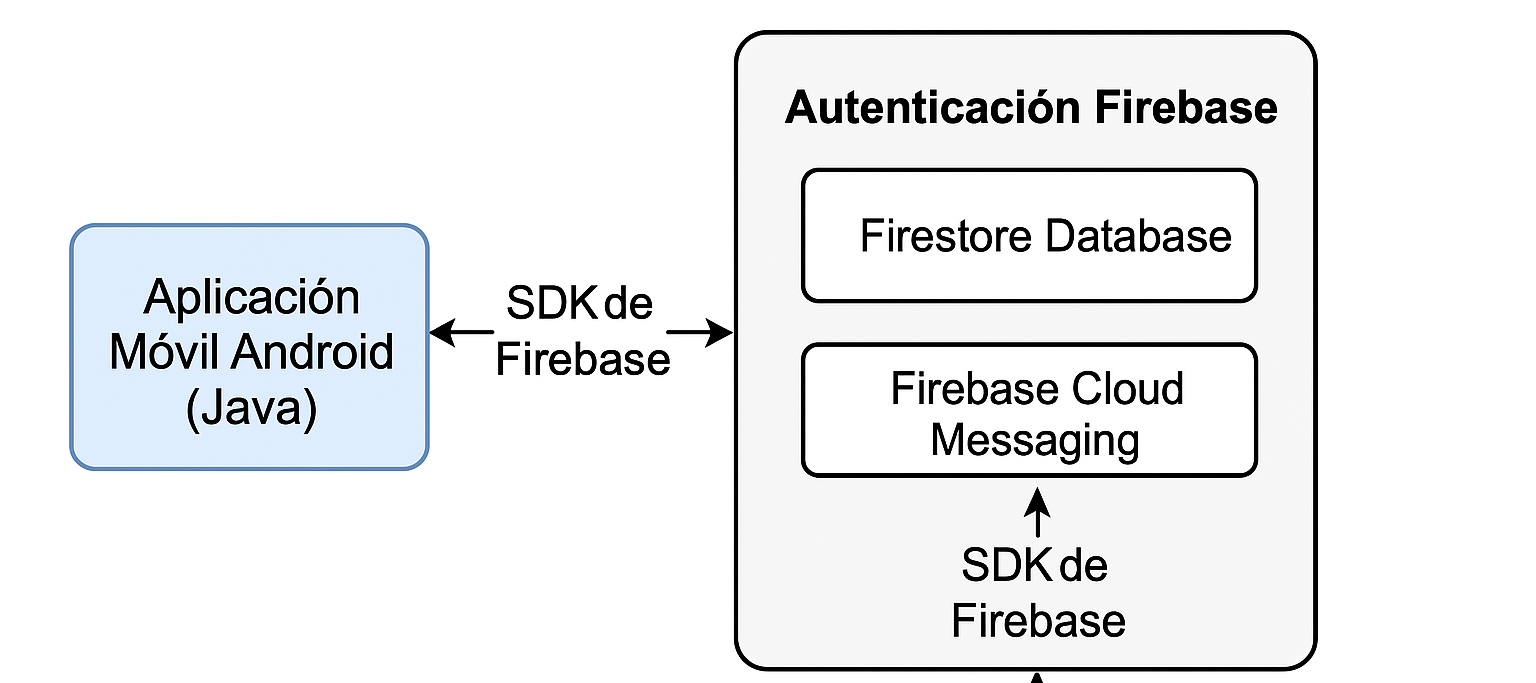 Autenticación Firebase
Firestore Database
Aplicación
Móvil Android
(Java)
SDK de
Firebase
Firebase Cloud
Messaging
SDK de
Firebase